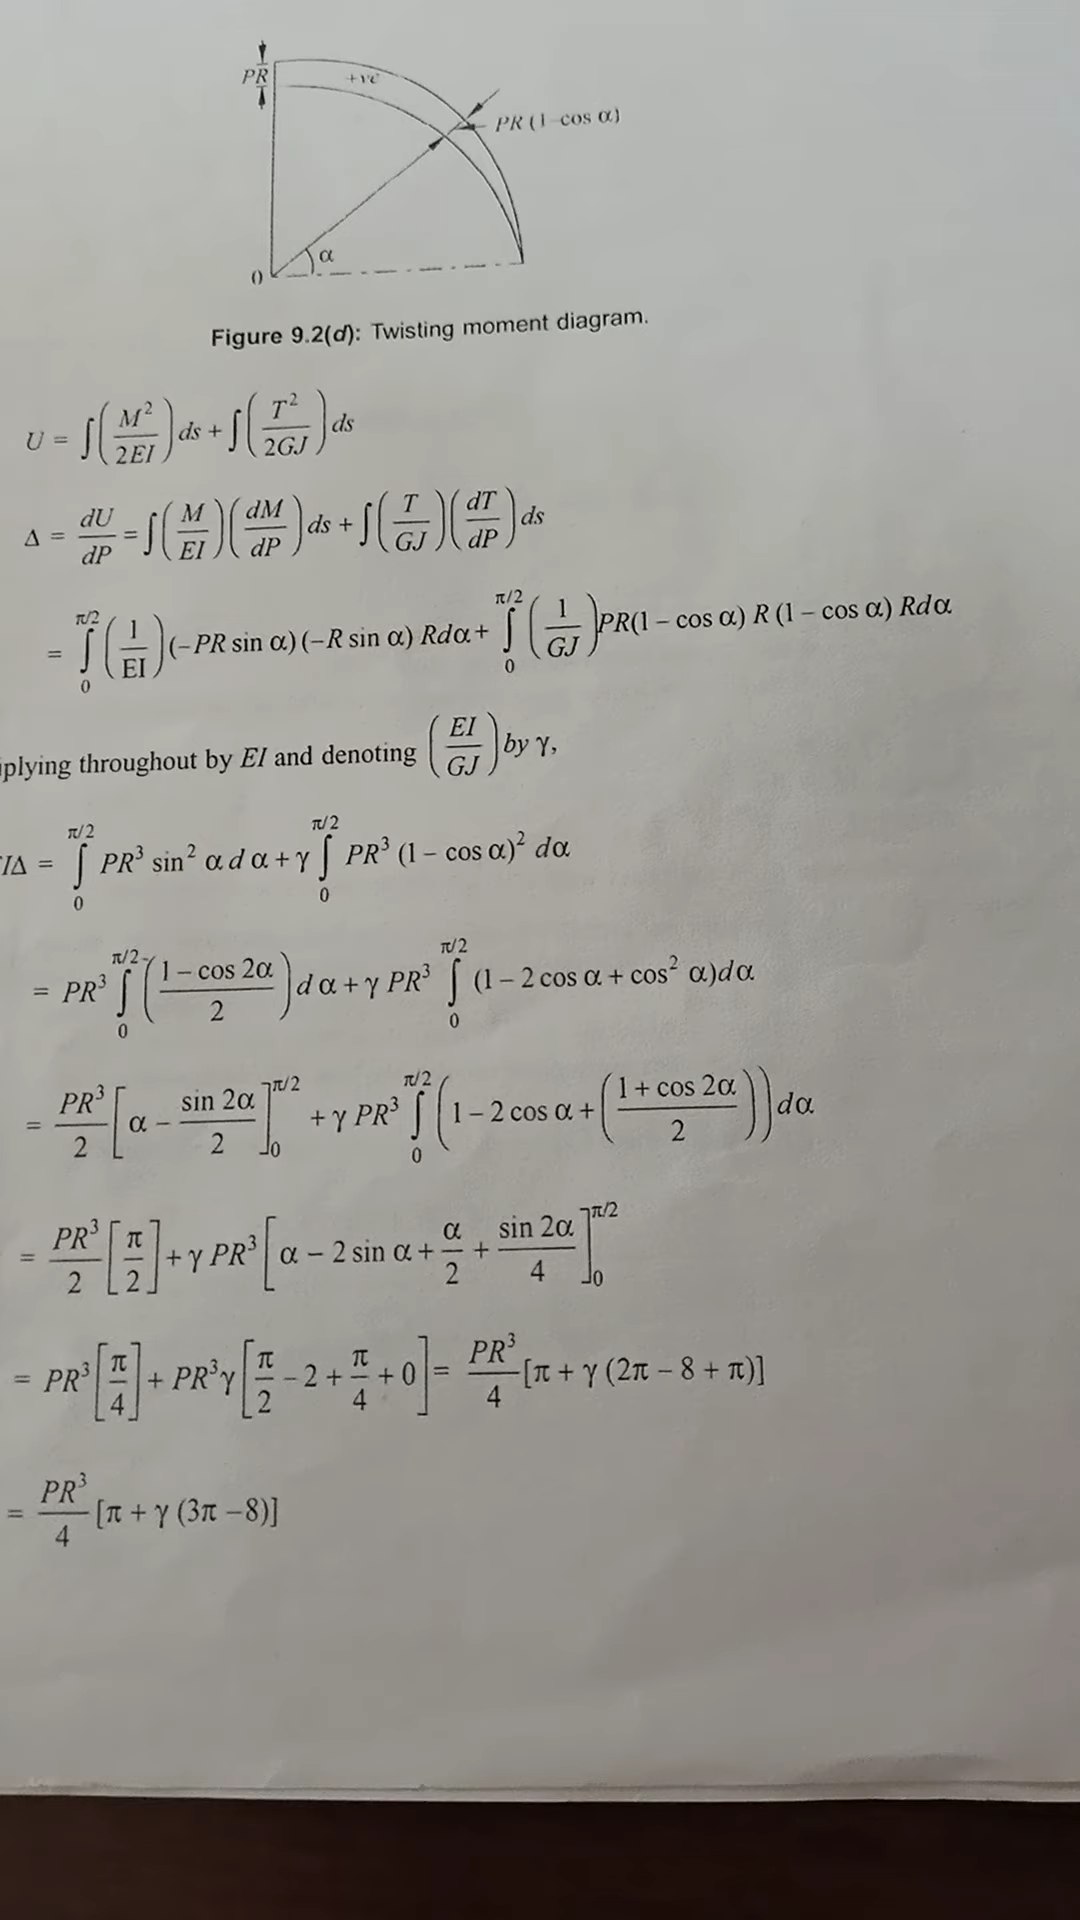 PR
+ve
PR (1–cos α)
α
0
Figure 9.2(d): Twisting moment diagram.
U = ∫(M²/2EI) ds + ∫(T²/2GJ) ds
Δ = dU/dP = ∫(M/EI)(dM/dP) ds + ∫(T/GJ)(dT/dP) ds
= ∫₀^π/2 (1/EI)(–PR sin α) (–R sin α) Rdα + ∫₀^π/2 (1/GJ)PR(1 – cos α) R (1 – cos α) Rdα
iplying throughout by EI and denoting (EI/GJ) by γ,
IΔ = ∫₀^π/2 PR³ sin² α d α + γ ∫₀^π/2 PR³ (1 – cos α)² dα
= PR³ ∫₀^π/2 ((1 – cos 2α)/2) d α + γ PR³ ∫₀^π/2 (1 – 2 cos α + cos² α)dα
= PR³/2 [α – sin 2α/2]₀^π/2 + γ PR³ ∫₀^π/2 (1 – 2 cos α + ((1 + cos 2α)/2)) dα
= PR³/2 [π/2] + γ PR³ [α – 2 sin α + α/2 + sin 2α/4]₀^π/2
= PR³[π/4] + PR³γ[π/2 – 2 + π/4 + 0] = PR³/4 [π + γ (2π – 8 + π)]
= PR³/4 [π + γ (3π –8)]